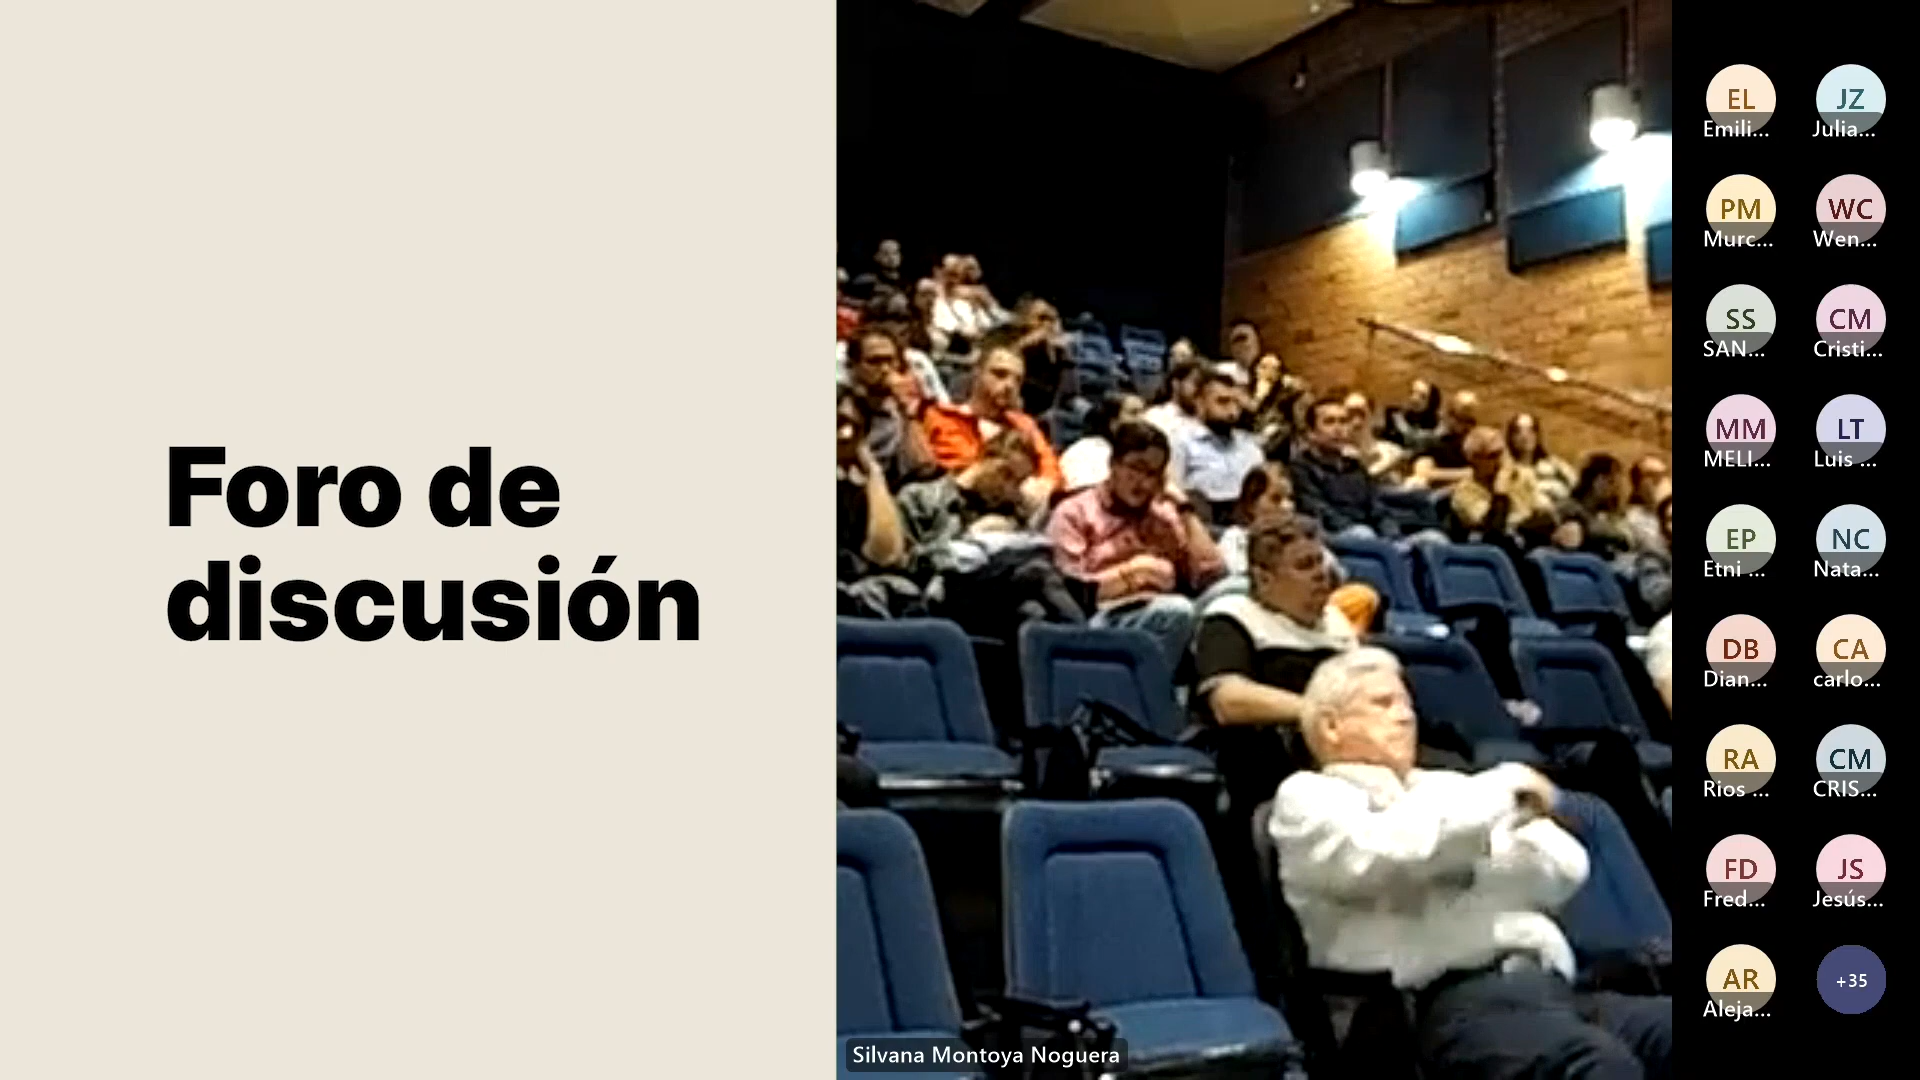 Foro de
discusión
EL
JZ
Emili...
Julia...
PM
WC
Murc...
Wen...
SS
CM
SAN...
Cristi...
MM
LT
MELI...
Luis ...
EP
NC
Etni ...
Nata...
DB
CA
Dian...
carlo...
RA
CM
Rios ...
CRIS...
FD
JS
Fred...
Jesús...
AR
+35
Aleja...
Silvana Montoya Noguera